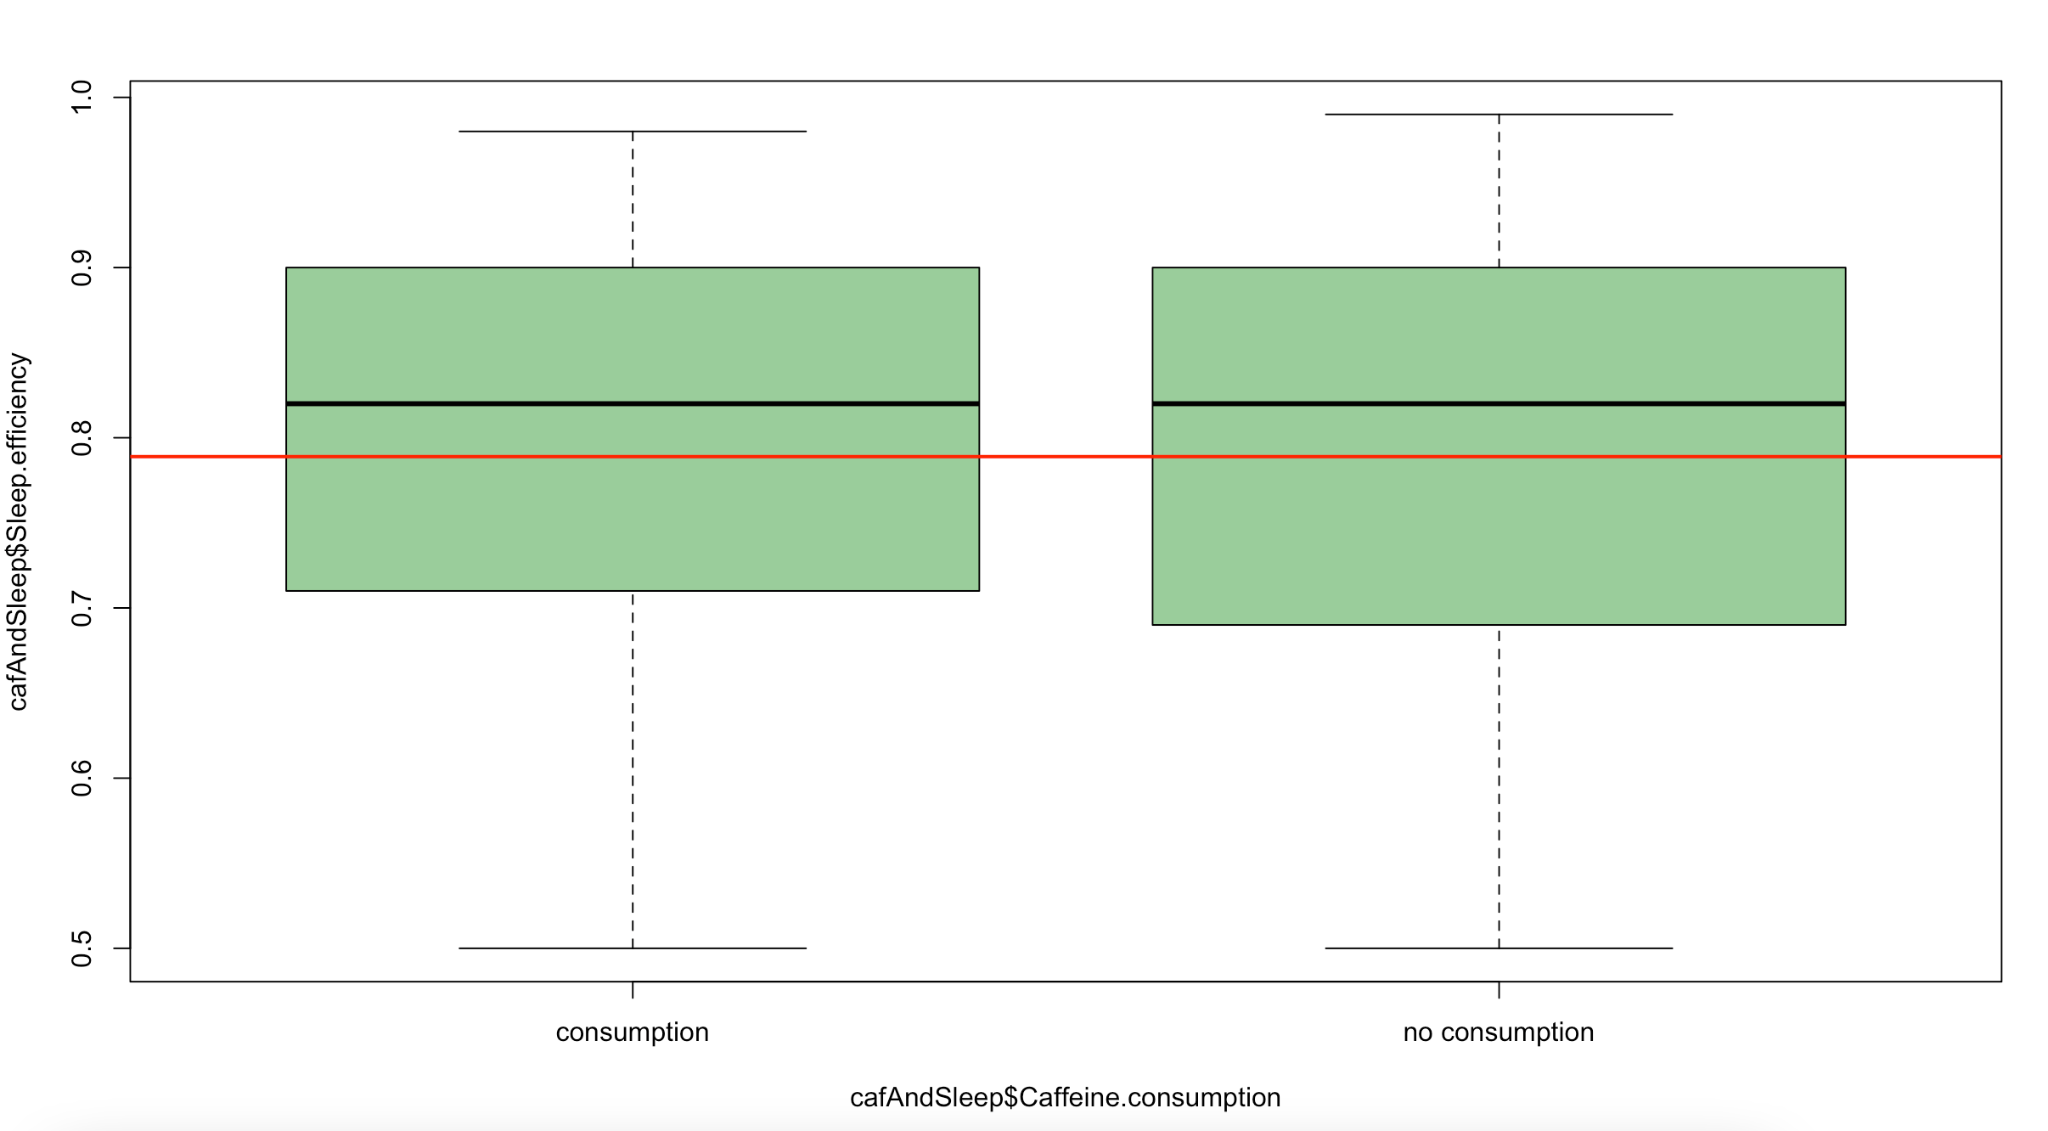 cafAndSleep$Sleep.efficiency
1.0
0.9
0.8
0.7
0.6
0.5
consumption
no consumption
cafAndSleep$Caffeine.consumption